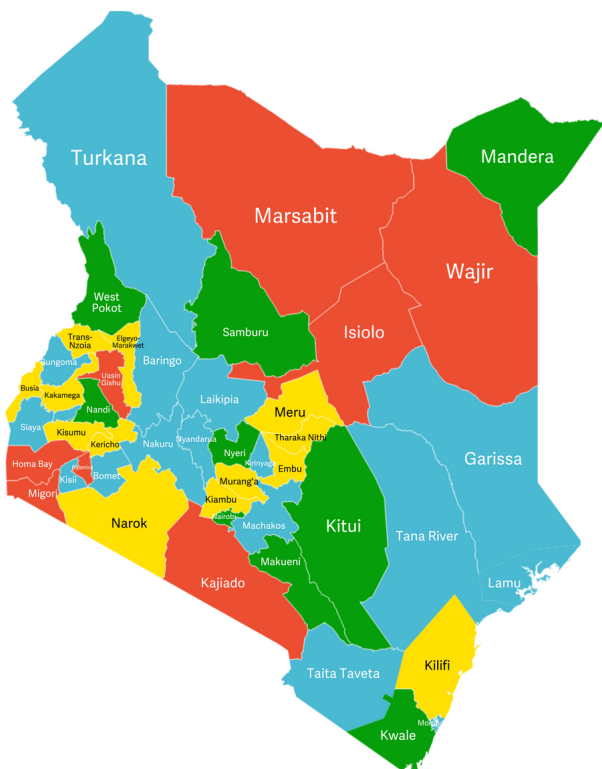 Turkana
Mandera
Marsabit
Wajir
West
Pokot
Samburu
Isiolo
Trans-
Nzoia
Elgeyo-
Marakwet
Bungoma
Baringo
Uasin
Gishu
Busia
Kakamega
Laikipia
Nandi
Meru
Siaya
Kisumu
Kericho
Nakuru
Nyandarua
Tharaka Nithi
Nyeri
Kirinyaga
Embu
Garissa
Homa Bay
Kisii
Bomet
Murang'a
Migori
Kiambu
Narok
Nairobi
Machakos
Kitui
Tana River
Makueni
Kajiado
Lamu
Taita Taveta
Kilifi
Kwale